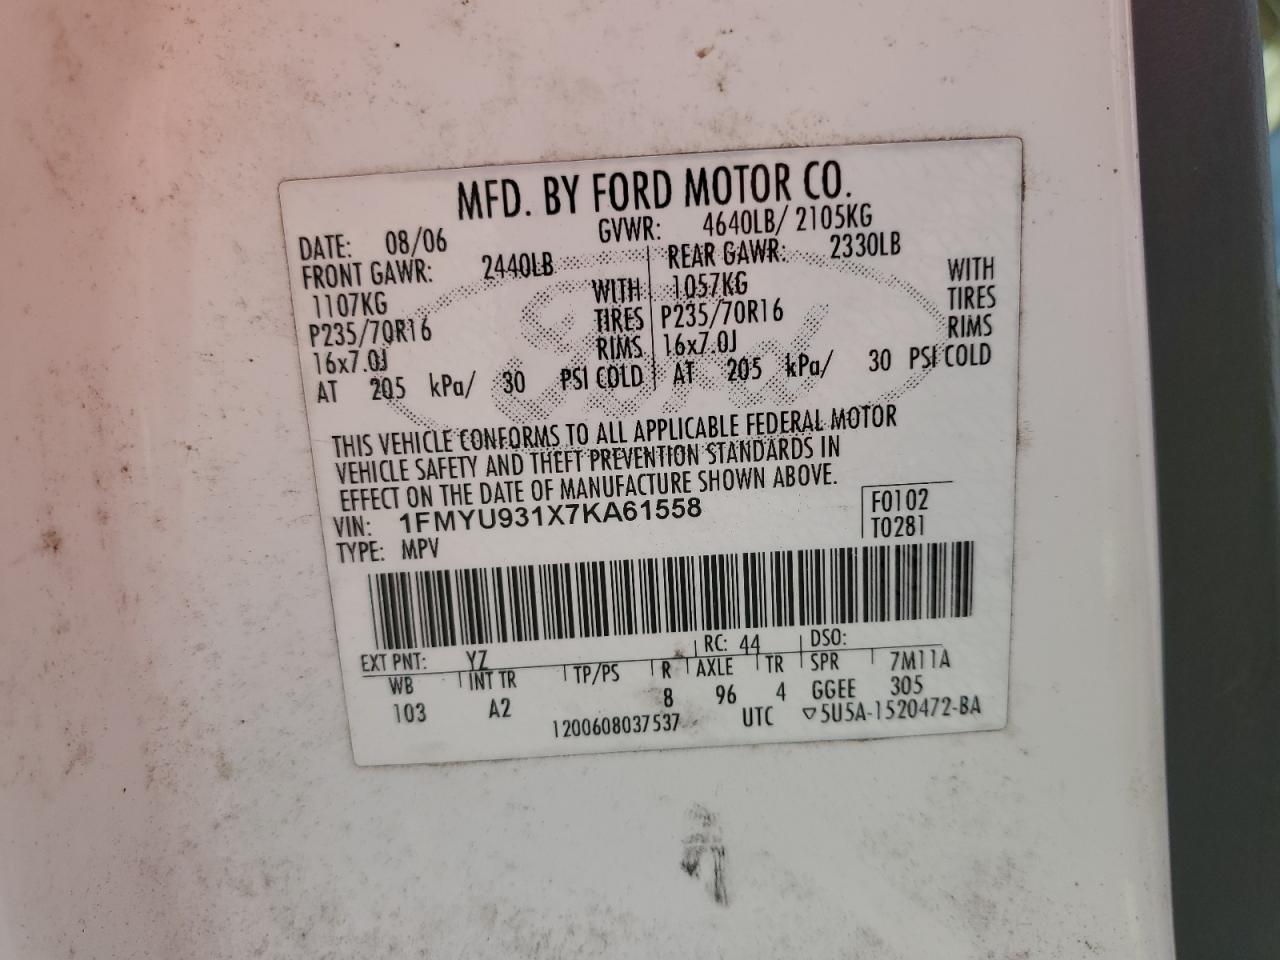 MFD. BY FORD MOTOR CO.
DATE: 08/06 GVWR: 4640LB/ 2105KG
FRONT GAWR: 2440LB REAR GAWR: 2330LB
1107KG WITH 1057KG WITH
P235/70R16 TIRES P235/70R16 TIRES
16x7.0J RIMS 16x7.0J RIMS
AT 205 kPa/ 30 PSI COLD AT 205 kPa/ 30 PSI COLD
THIS VEHICLE CONFORMS TO ALL APPLICABLE FEDERAL MOTOR
VEHICLE SAFETY AND THEFT PREVENTION STANDARDS IN
EFFECT ON THE DATE OF MANUFACTURE SHOWN ABOVE.
VIN: 1FMYU931X7KA61558 F0102
TYPE: MPV T0281
EXT PNT: YZ RC: 44 DSO:
WB INT TR TP/PS R AXLE TR SPR 7M11A
103 A2 8 96 4 GGEE 305
1200608037537 UTC ▽5U5A-1520472-BA
Ford